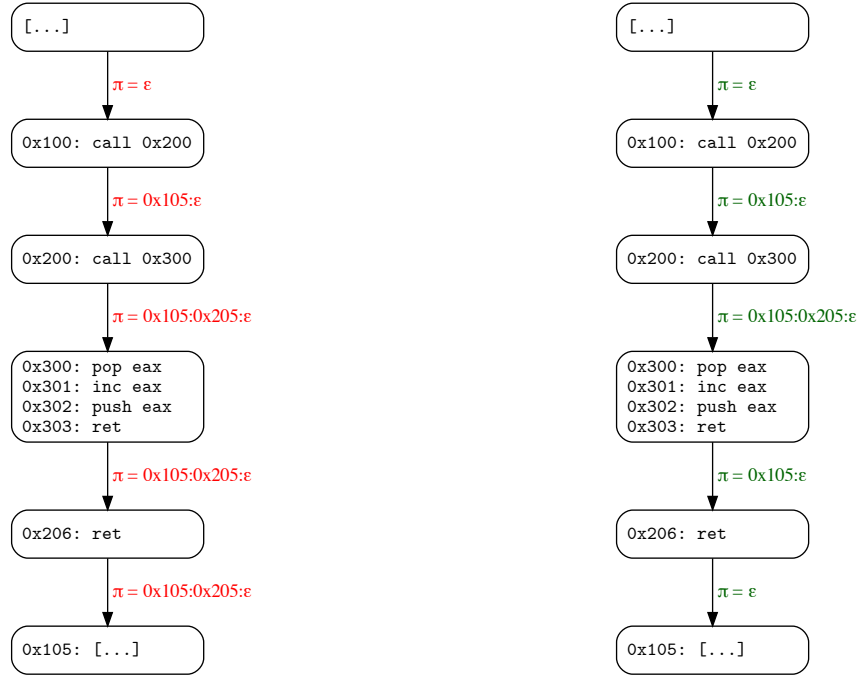 [...]
π = ε
0x100: call 0x200
π = 0x105:ε
0x200: call 0x300
π = 0x105:0x205:ε
0x300: pop eax
0x301: inc eax
0x302: push eax
0x303: ret
π = 0x105:0x205:ε
0x206: ret
π = 0x105:0x205:ε
0x105: [...]
[...]
π = ε
0x100: call 0x200
π = 0x105:ε
0x200: call 0x300
π = 0x105:0x205:ε
0x300: pop eax
0x301: inc eax
0x302: push eax
0x303: ret
π = 0x105:ε
0x206: ret
π = ε
0x105: [...]